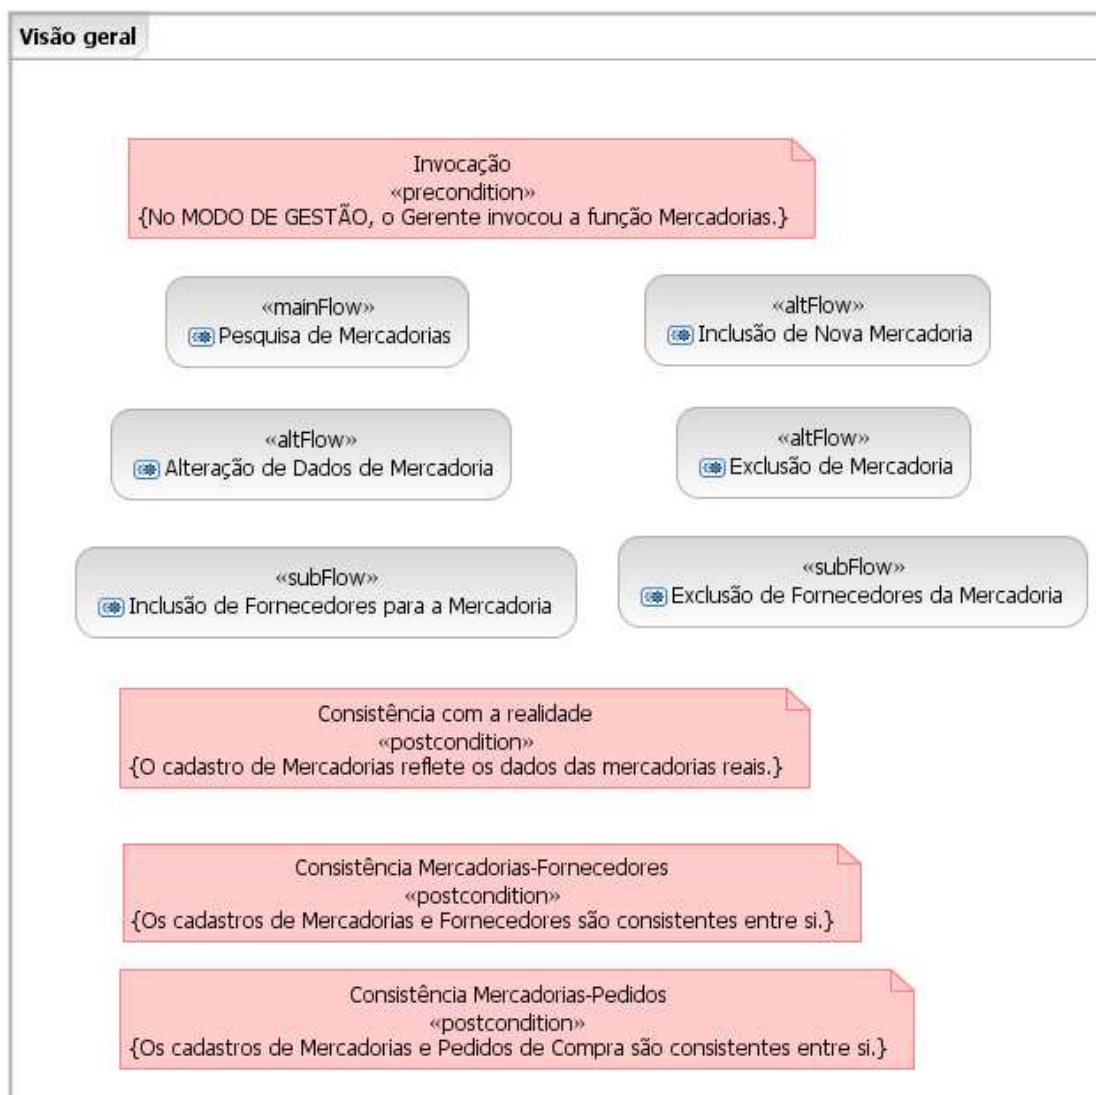 Visão geral
Invocação
«precondition»
{No MODO DE GESTÃO, o Gerente invocou a função Mercadorias.}
«mainFlow»
Pesquisa de Mercadorias
«altFlow»
Inclusão de Nova Mercadoria
«altFlow»
Alteração de Dados de Mercadoria
«altFlow»
Exclusão de Mercadoria
«subFlow»
Inclusão de Fornecedores para a Mercadoria
«subFlow»
Exclusão de Fornecedores da Mercadoria
Consistência com a realidade
«postcondition»
{O cadastro de Mercadorias reflete os dados das mercadorias reais.}
Consistência Mercadorias-Fornecedores
«postcondition»
{Os cadastros de Mercadorias e Fornecedores são consistentes entre si.}
Consistência Mercadorias-Pedidos
«postcondition»
{Os cadastros de Mercadorias e Pedidos de Compra são consistentes entre si.}